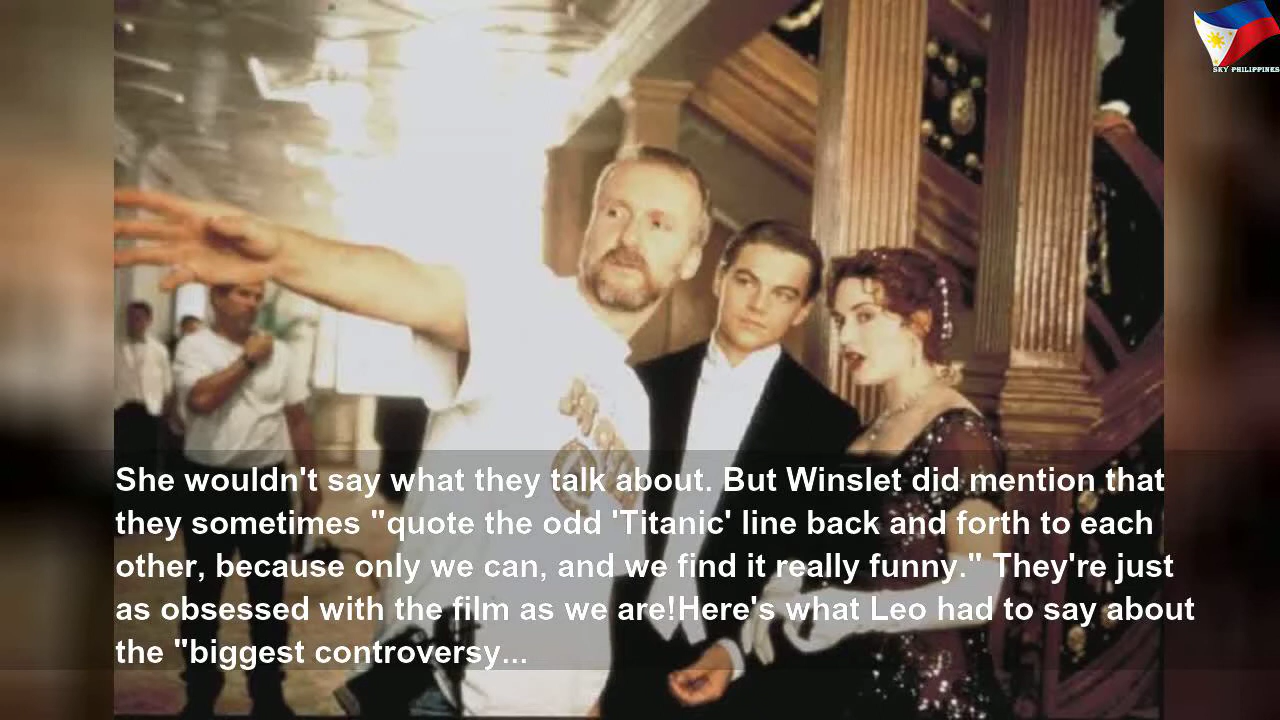 SKY PHILIPPINES
She wouldn't say what they talk about. But Winslet did mention that
they sometimes "quote the odd 'Titanic' line back and forth to each
other, because only we can, and we find it really funny." They're just
as obsessed with the film as we are!Here's what Leo had to say about
the "biggest controversy...